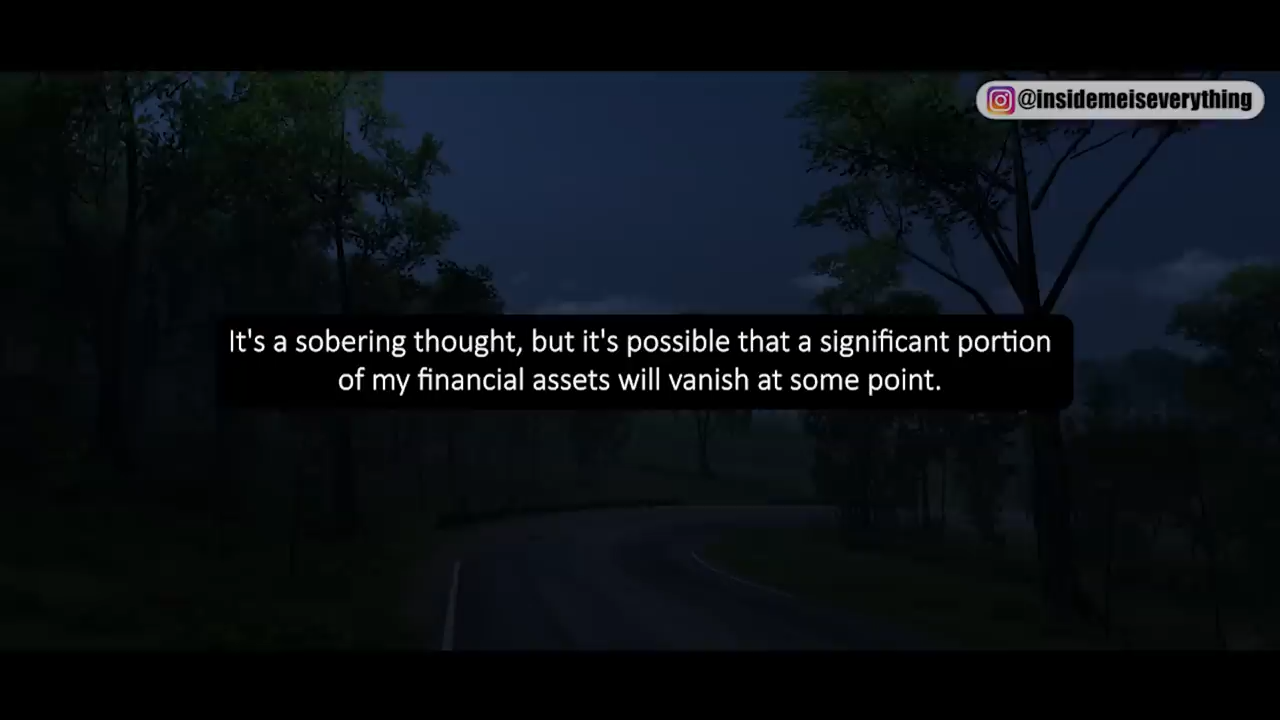 @insidemeiseverything
It's a sobering thought, but it's possible that a significant portion
of my financial assets will vanish at some point.